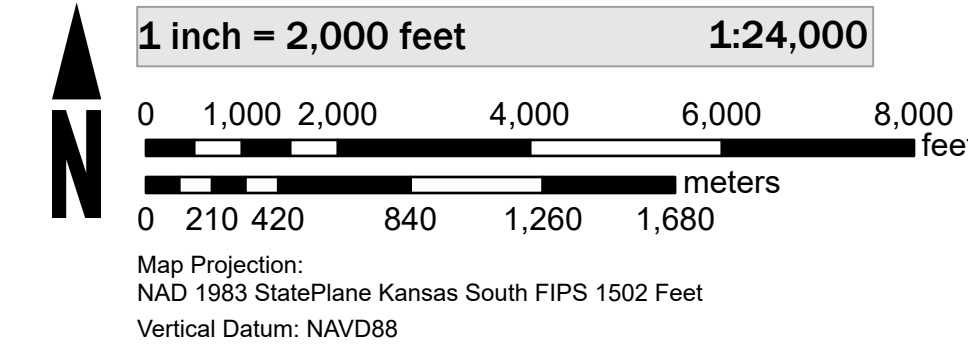 1 inch = 2,000 feet 1:24,000
0 1,000 2,000 4,000 6,000 8,000
feet
meters
0 210 420 840 1,260 1,680
N
Map Projection:
NAD 1983 StatePlane Kansas South FIPS 1502 Feet
Vertical Datum: NAVD88